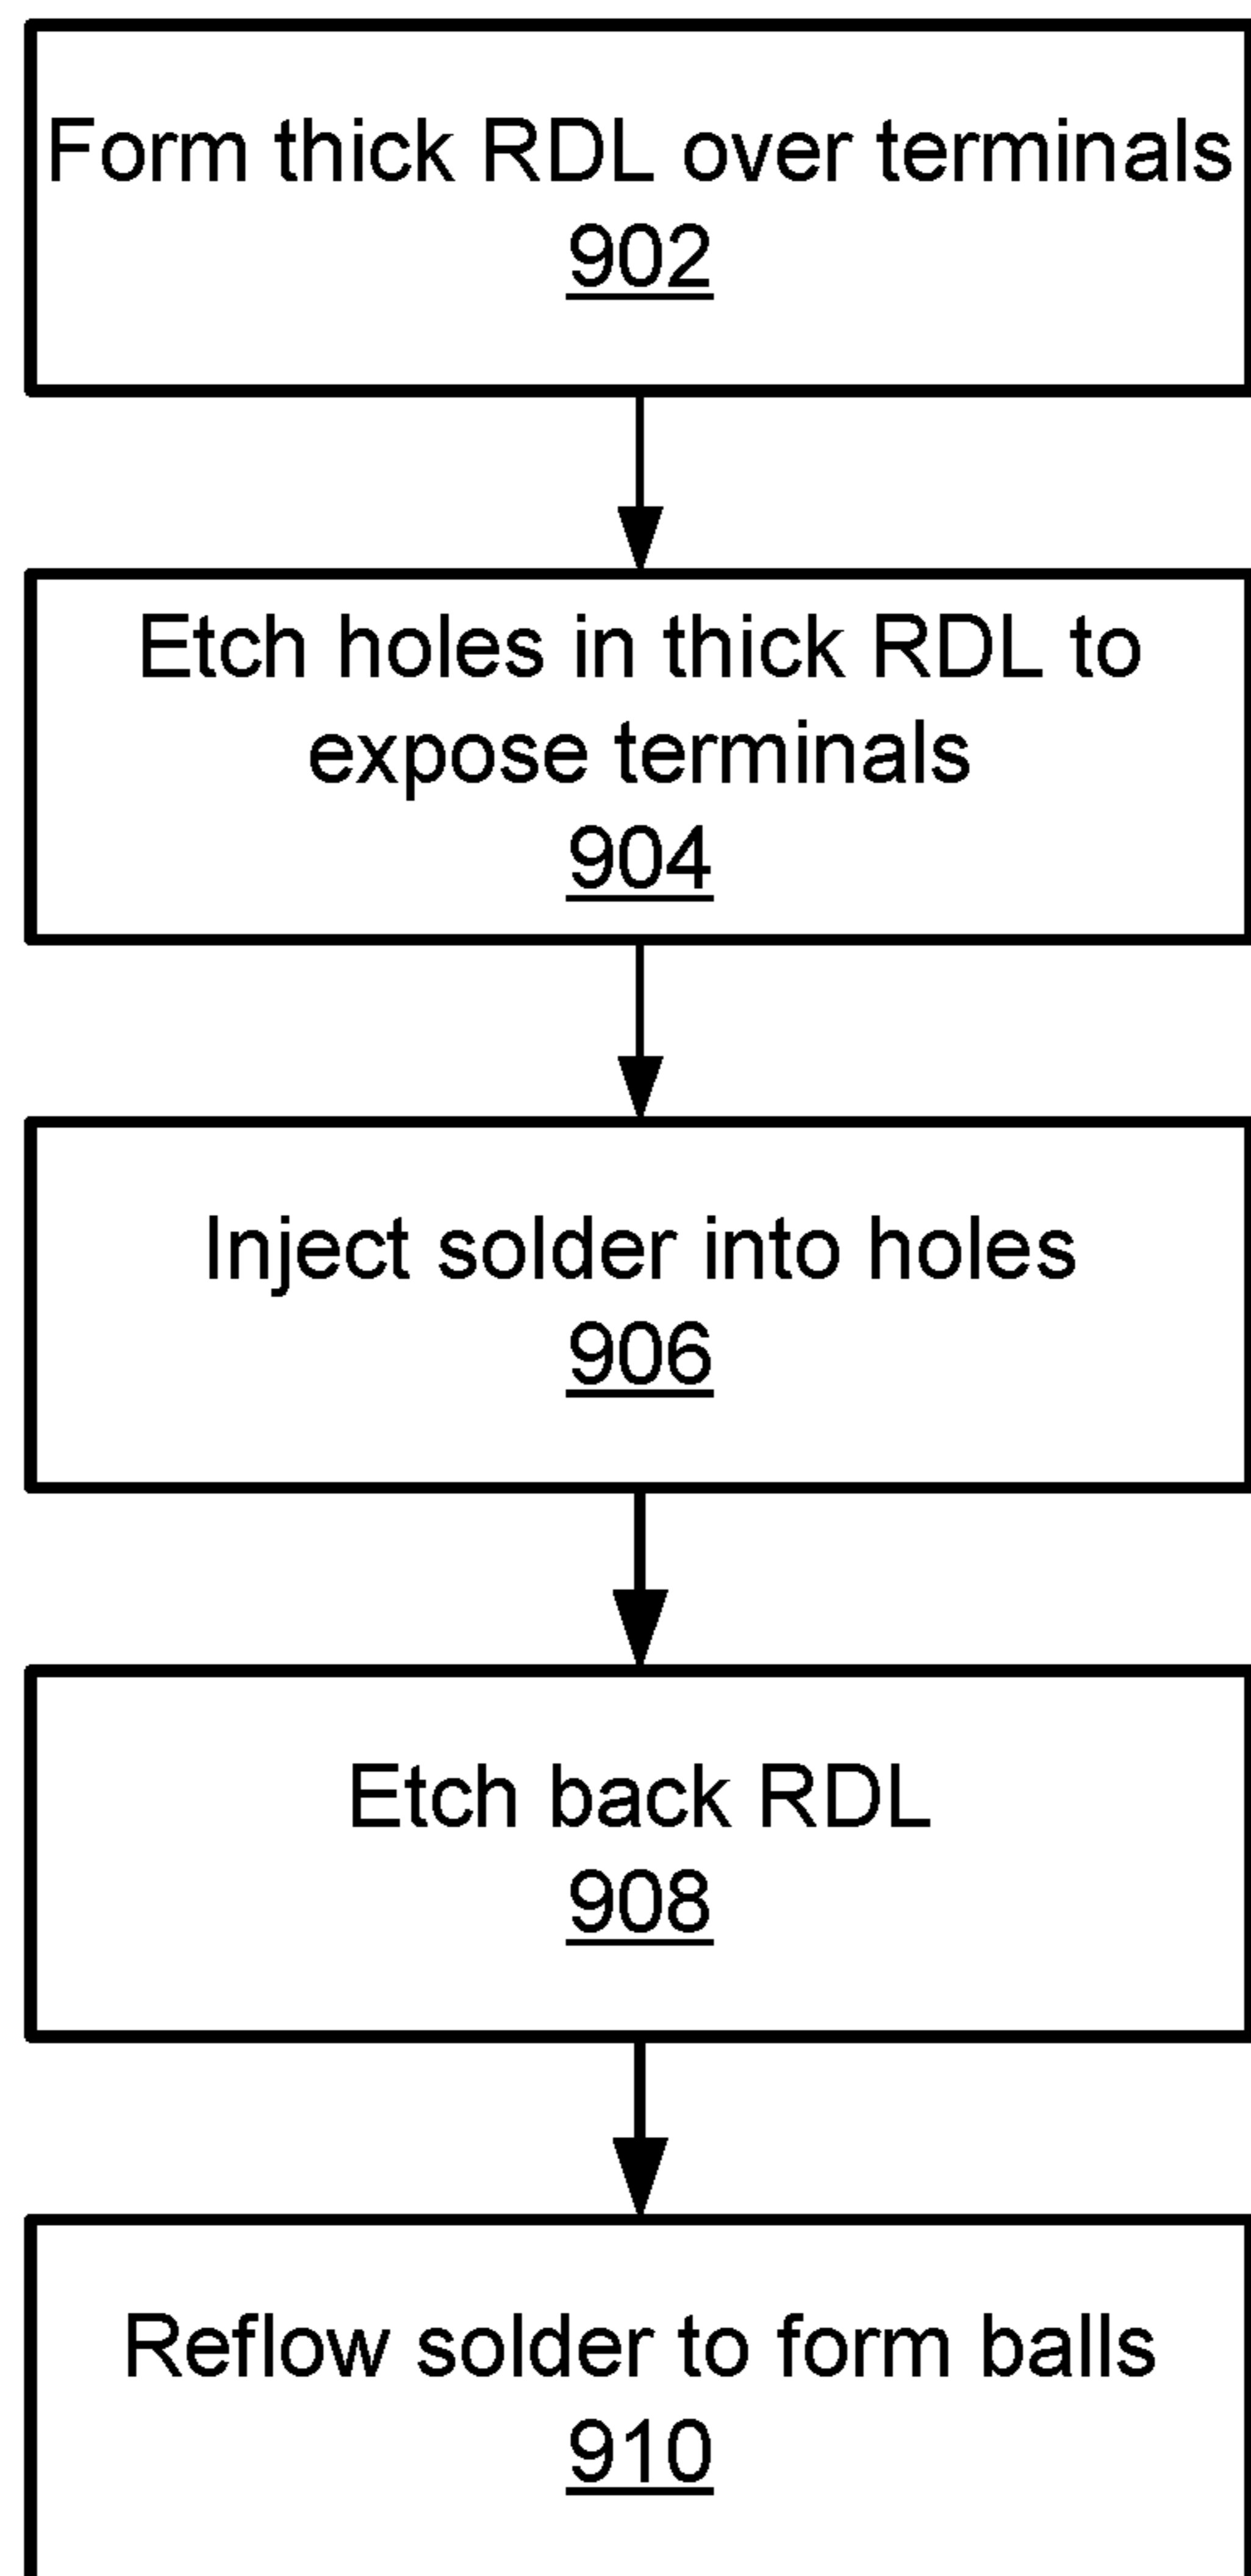 Form thick RDL over terminals
902
Etch holes in thick RDL to
expose terminals
904
Inject solder into holes
906
Etch back RDL
908
Reflow solder to form balls
910